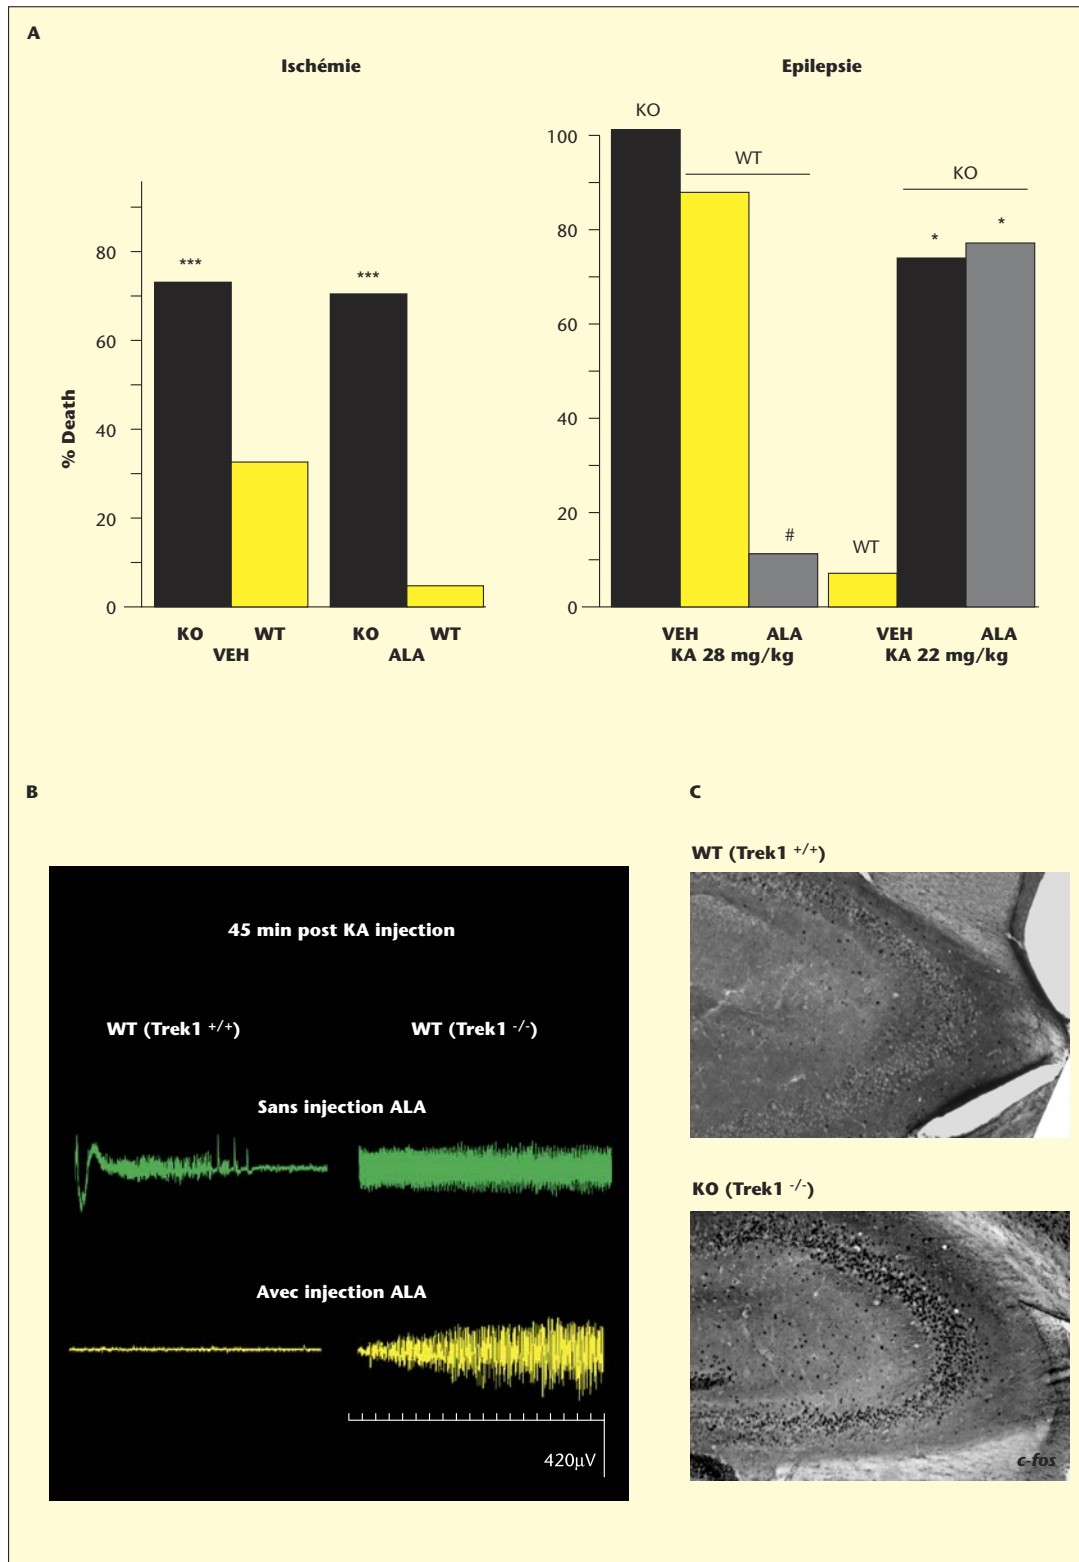 A
Ischémie
Epilepsie
% Death
80
60
40
20
0
***
***
KO WT KO WT
VEH ALA
100
80
60
40
20
0
KO
WT
#
WT
KO
*
*
VEH ALA VEH ALA
KA 28 mg/kg KA 22 mg/kg
B
45 min post KA injection
WT (Trek1 +/+) WT (Trek1 -/-)
Sans injection ALA
Avec injection ALA
420µV
C
WT (Trek1 +/+)
KO (Trek1 -/-)
c-fos